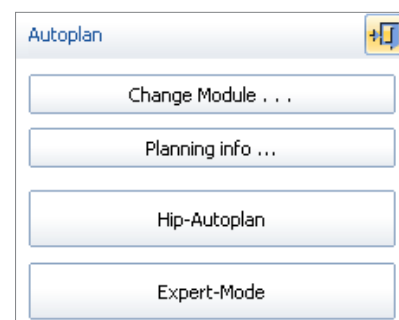 Autoplan
Change Module . . .
Planning info ...
Hip-Autoplan
Expert-Mode